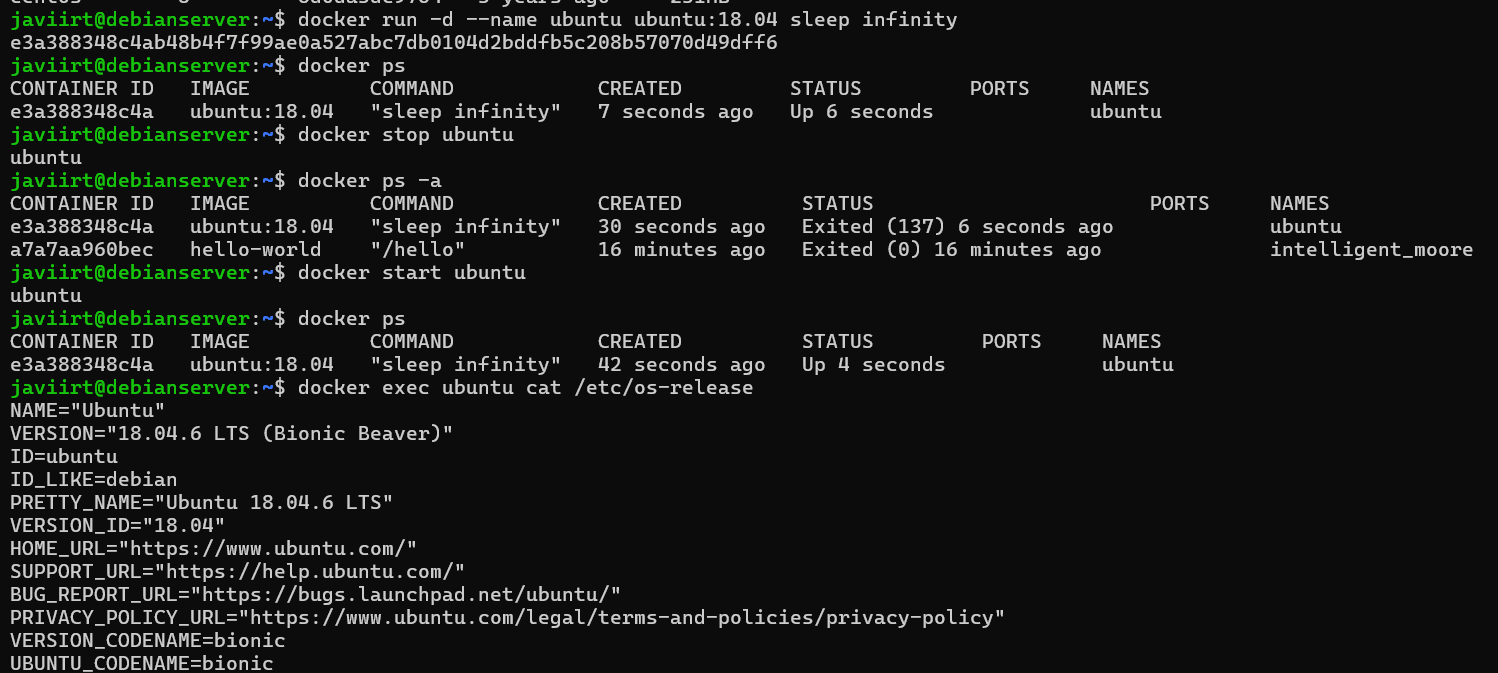 javiirt@debianserver:~$ docker run -d --name ubuntu ubuntu:18.04 sleep infinity
e3a388348c4ab48b4f7f99ae0a527abc7db0104d2bddfb5c208b57070d49dff6
javiirt@debianserver:~$ docker ps
CONTAINER ID   IMAGE          COMMAND            CREATED         STATUS         PORTS     NAMES
e3a388348c4a   ubuntu:18.04   "sleep infinity"   7 seconds ago   Up 6 seconds             ubuntu
javiirt@debianserver:~$ docker stop ubuntu
ubuntu
javiirt@debianserver:~$ docker ps -a
CONTAINER ID   IMAGE          COMMAND            CREATED          STATUS                       PORTS     NAMES
e3a388348c4a   ubuntu:18.04   "sleep infinity"   30 seconds ago   Exited (137) 6 seconds ago             ubuntu
a7a7aa960bec   hello-world    "/hello"           16 minutes ago   Exited (0) 16 minutes ago              intelligent_moore
javiirt@debianserver:~$ docker start ubuntu
ubuntu
javiirt@debianserver:~$ docker ps
CONTAINER ID   IMAGE          COMMAND            CREATED          STATUS         PORTS     NAMES
e3a388348c4a   ubuntu:18.04   "sleep infinity"   42 seconds ago   Up 4 seconds             ubuntu
javiirt@debianserver:~$ docker exec ubuntu cat /etc/os-release
NAME="Ubuntu"
VERSION="18.04.6 LTS (Bionic Beaver)"
ID=ubuntu
ID_LIKE=debian
PRETTY_NAME="Ubuntu 18.04.6 LTS"
VERSION_ID="18.04"
HOME_URL="https://www.ubuntu.com/"
SUPPORT_URL="https://help.ubuntu.com/"
BUG_REPORT_URL="https://bugs.launchpad.net/ubuntu/"
PRIVACY_POLICY_URL="https://www.ubuntu.com/legal/terms-and-policies/privacy-policy"
VERSION_CODENAME=bionic
UBUNTU_CODENAME=bionic